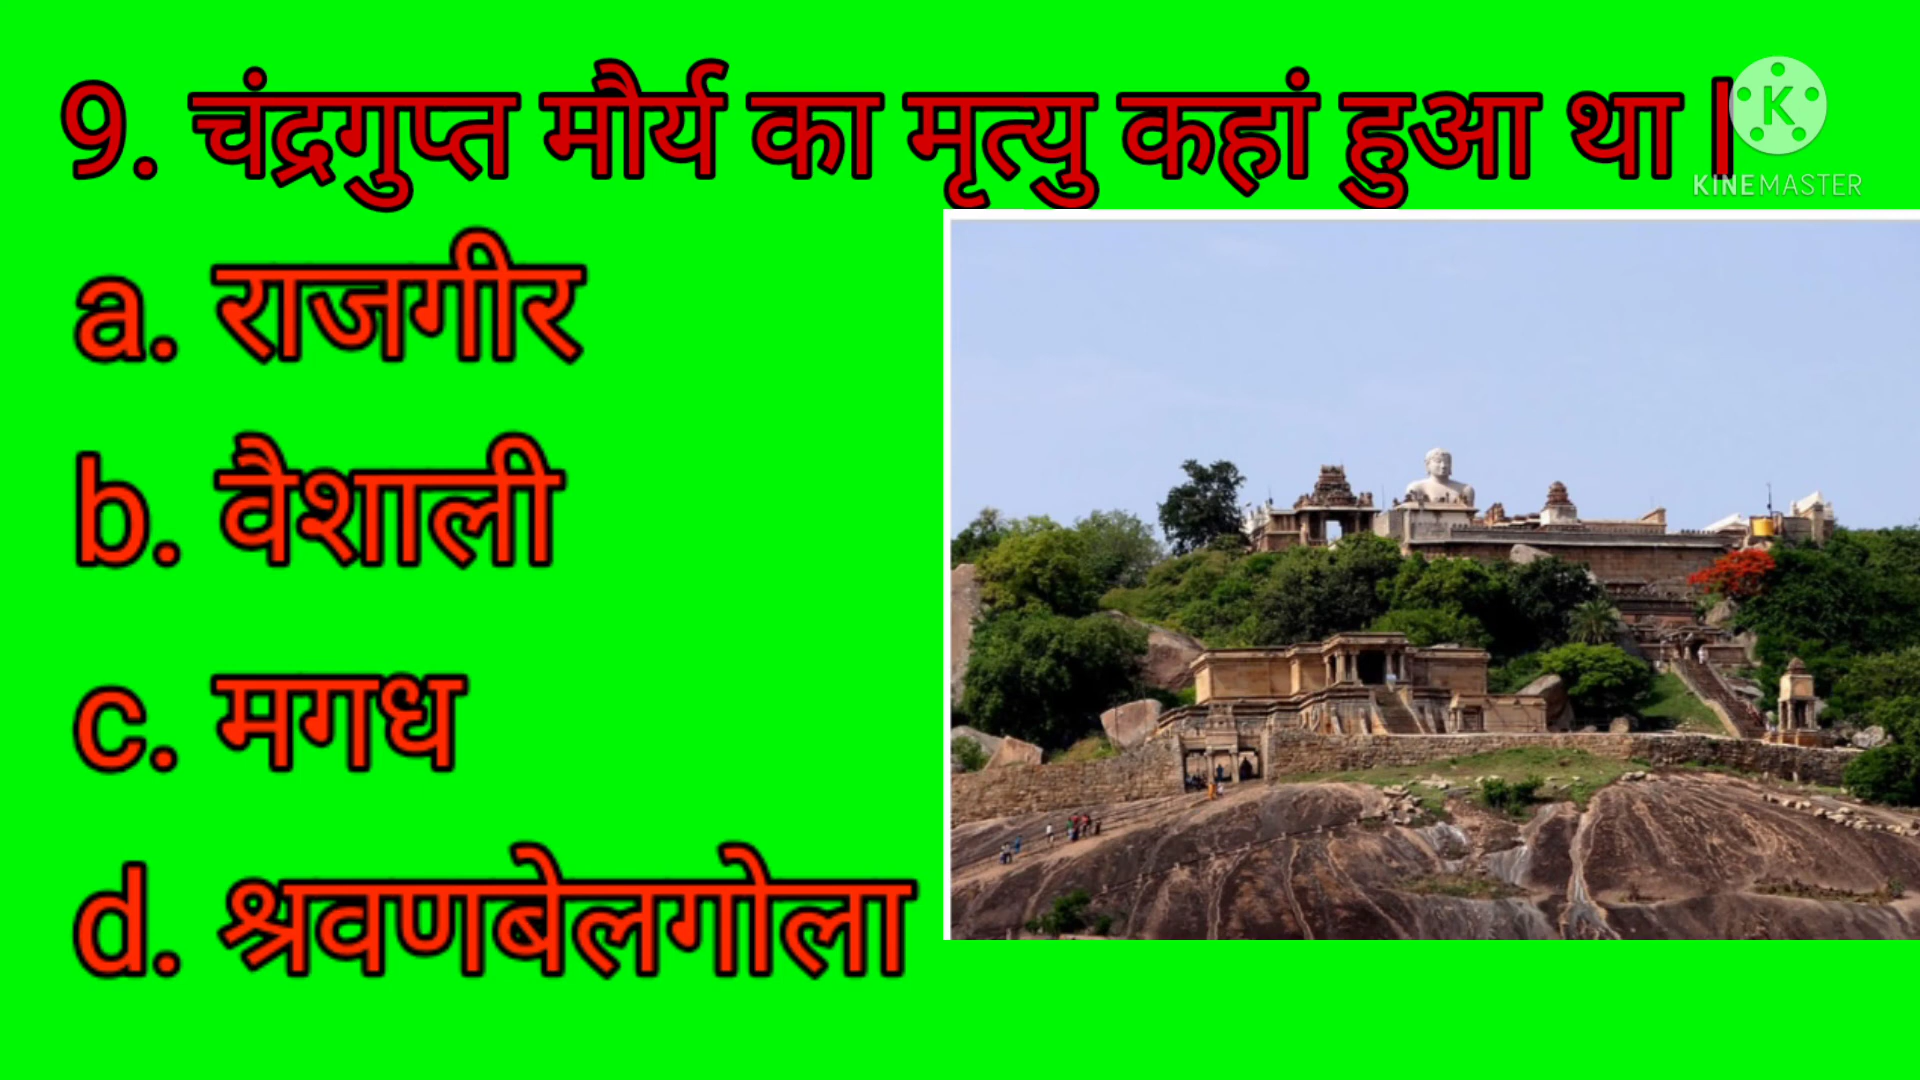 9. चंद्रगुप्त मौर्य का मृत्यु कहां हुआ था |
K
KINEMASTER
a. राजगीर
b. वैशाली
c. मगध
d. श्रवणबेलगोला